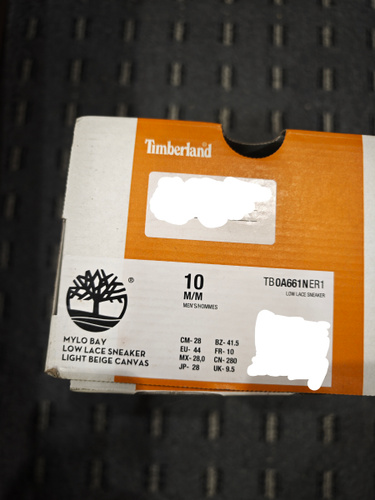 Timberland®
10
M/M
MEN'S/HOMMES
TB0A661NER1
LOW LACE SNEAKER
®
MYLO BAY
LOW LACE SNEAKER
LIGHT BEIGE CANVAS
CM- 28 BZ- 41.5
EU- 44 FR- 10
MX- 28,0 CN- 280
JP- 28 UK- 9.5